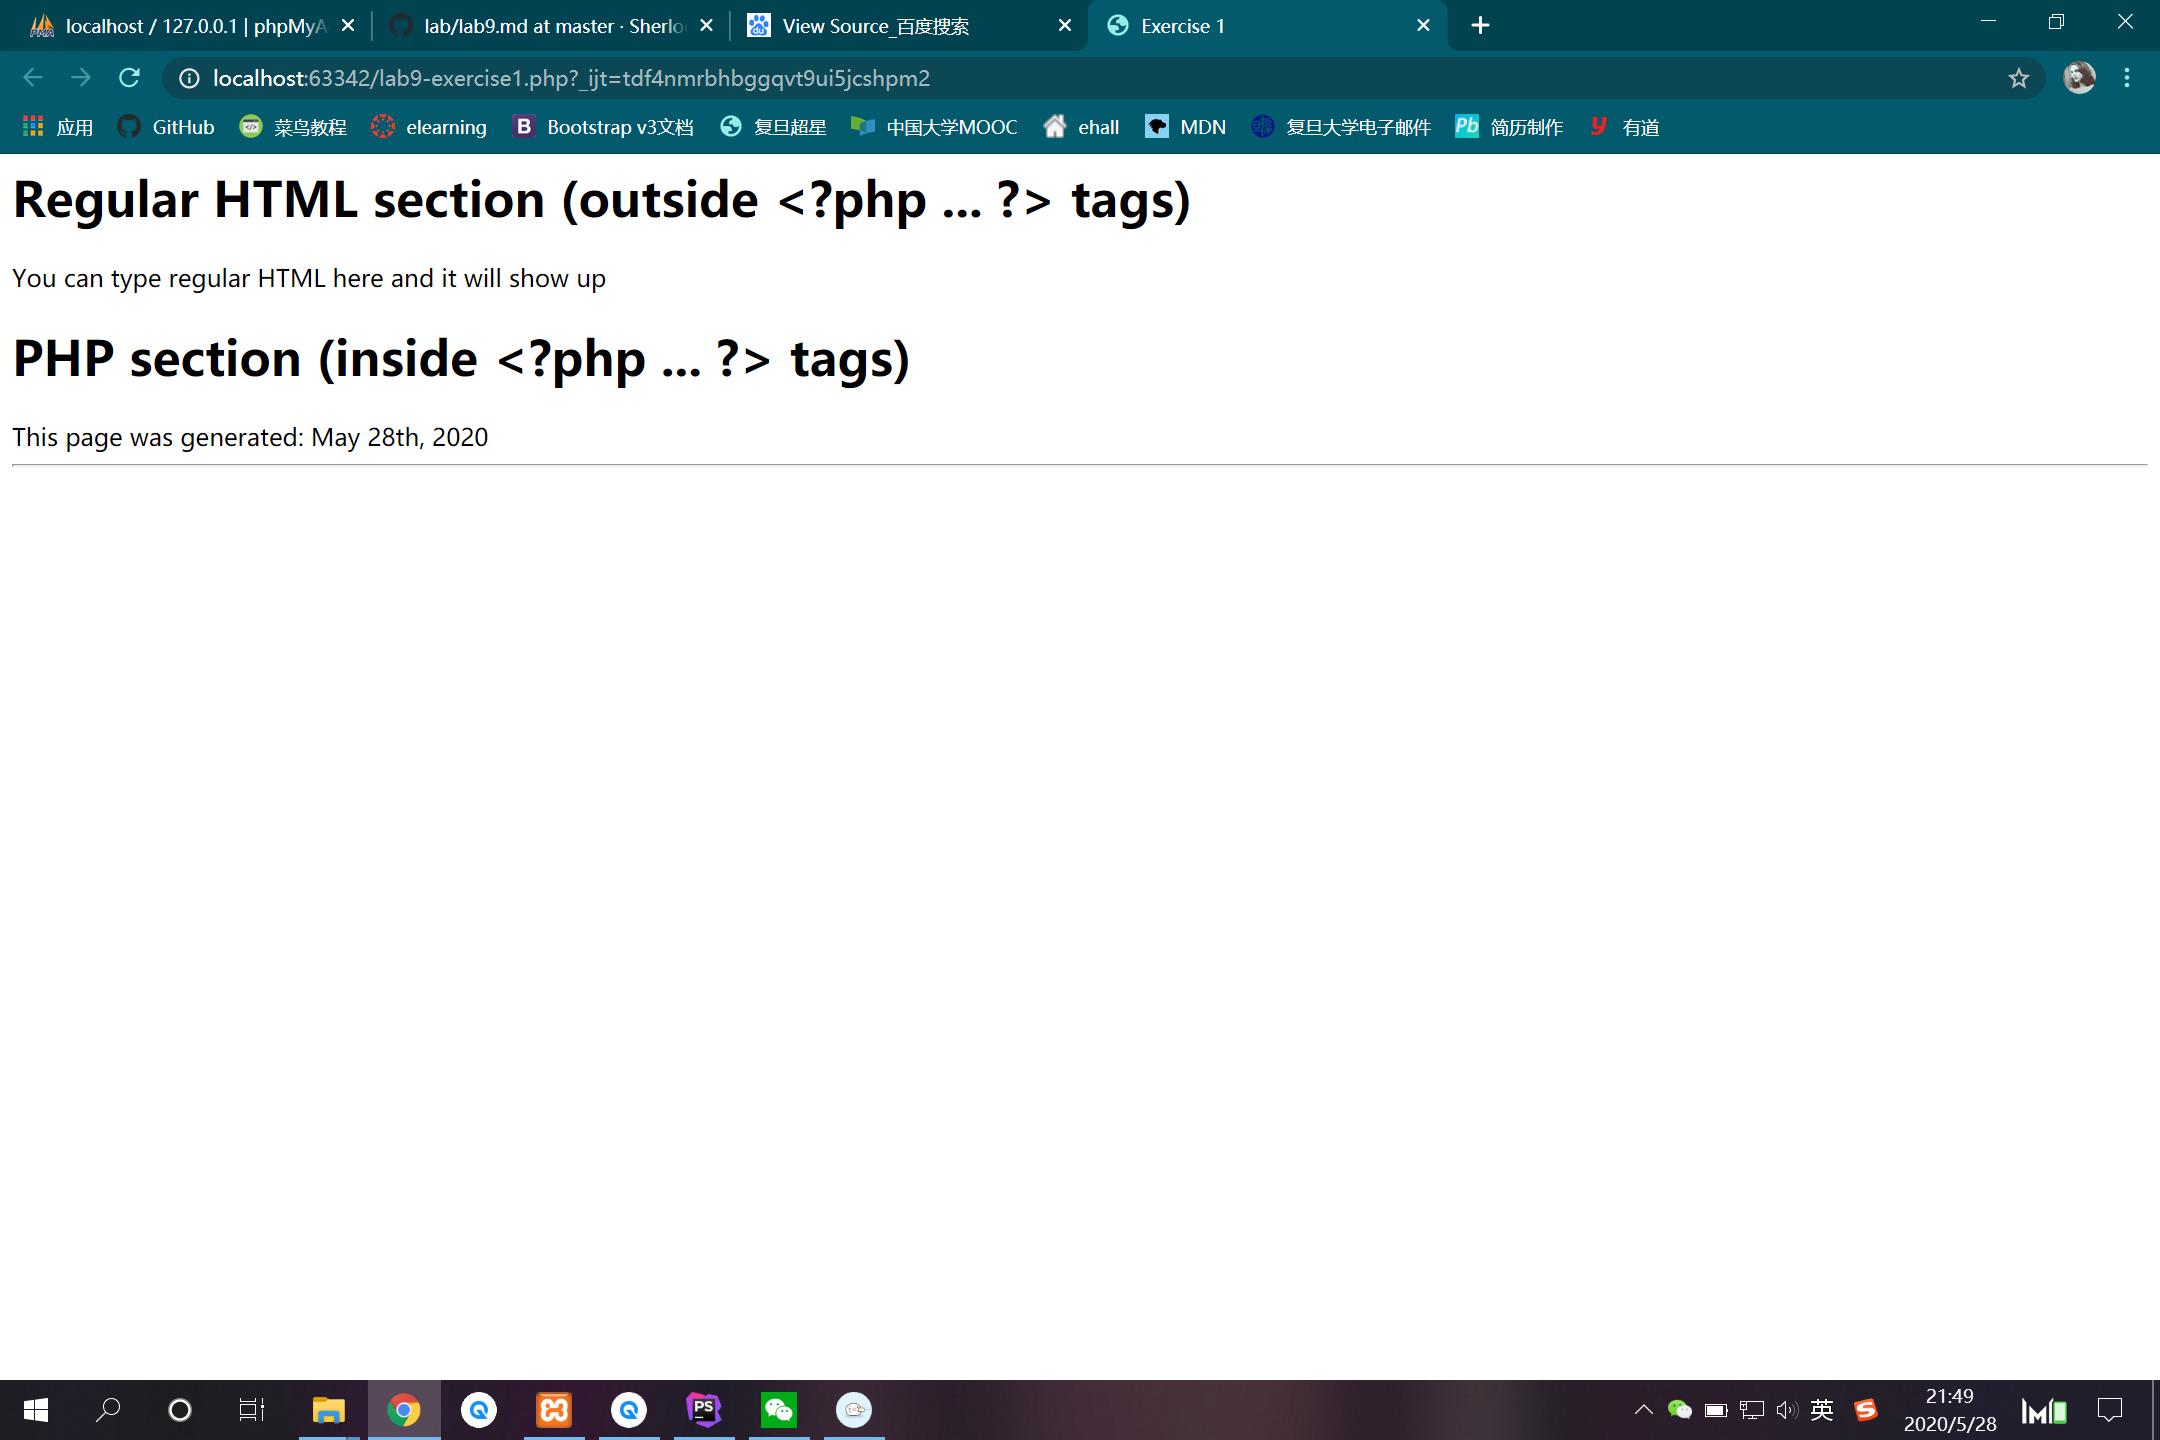 localhost / 127.0.0.1 | phpMyA
lab/lab9.md at master · Sherlo
View Source_百度搜索
Exercise 1
localhost:63342/lab9-exercise1.php?_ijt=tdf4nmrbhbggqvt9ui5jcshpm2
应用
GitHub
菜鸟教程
elearning
B Bootstrap v3文档
复旦超星
中国大学MOOC
ehall
MDN
复旦大学电子邮件
Pb 简历制作
y 有道
Regular HTML section (outside <?php ... ?> tags)
You can type regular HTML here and it will show up
PHP section (inside <?php ... ?> tags)
This page was generated: May 28th, 2020
PS
英
S
21:49
2020/5/28